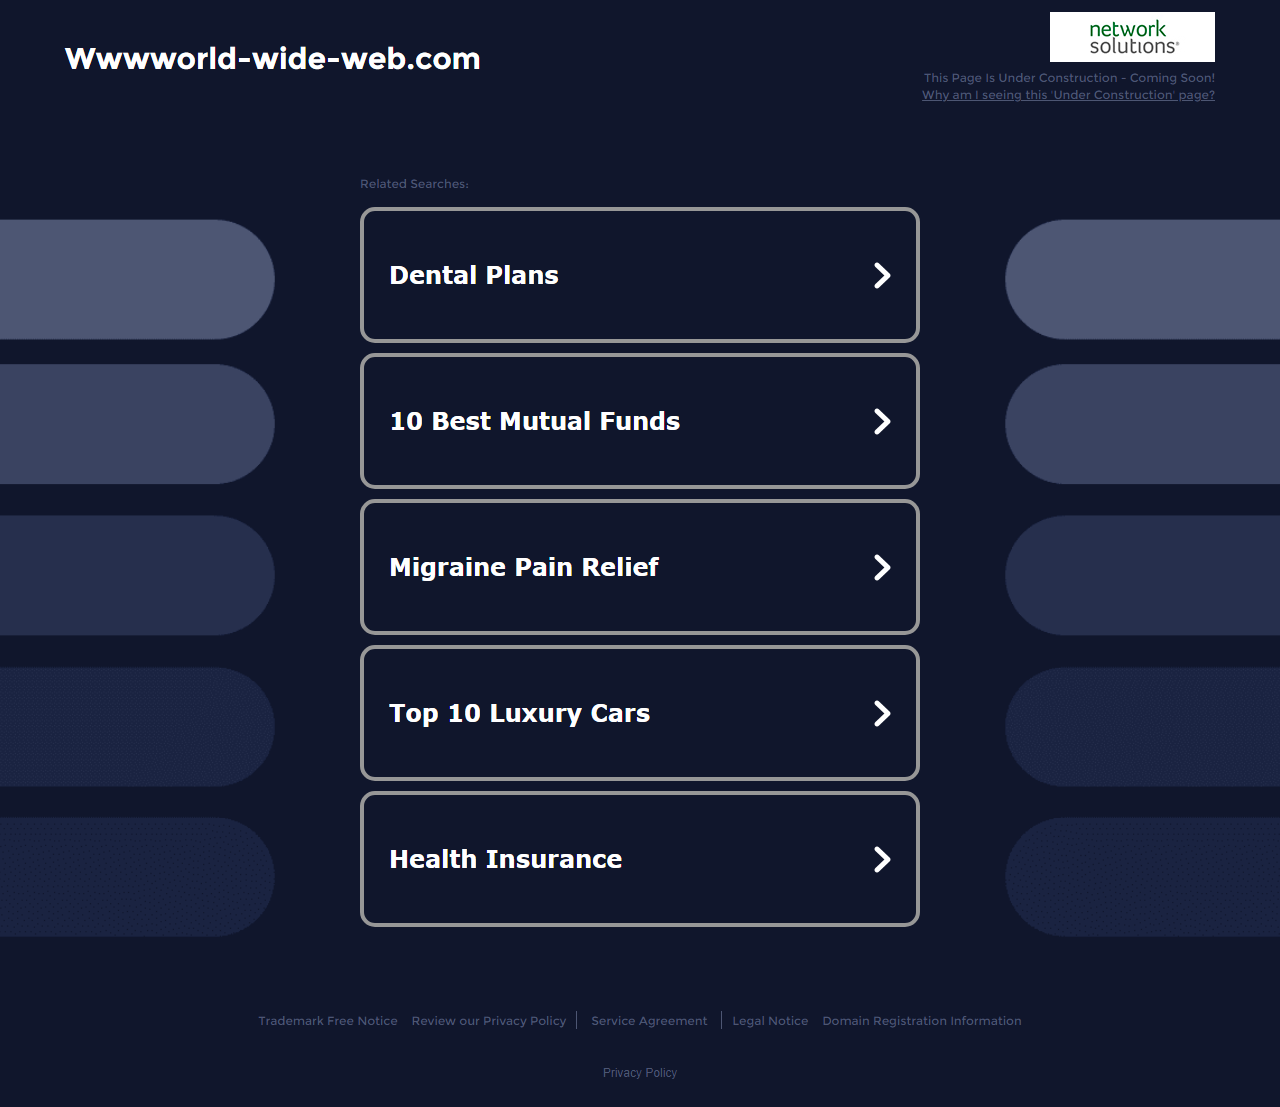 Wwwworld-wide-web.com
network
solutions®
This Page Is Under Construction - Coming Soon!
Why am I seeing this 'Under Construction' page?
Related Searches:
Dental Plans
10 Best Mutual Funds
Migraine Pain Relief
Top 10 Luxury Cars
Health Insurance
Trademark Free Notice Review our Privacy Policy Service Agreement Legal Notice Domain Registration Information
Privacy Policy